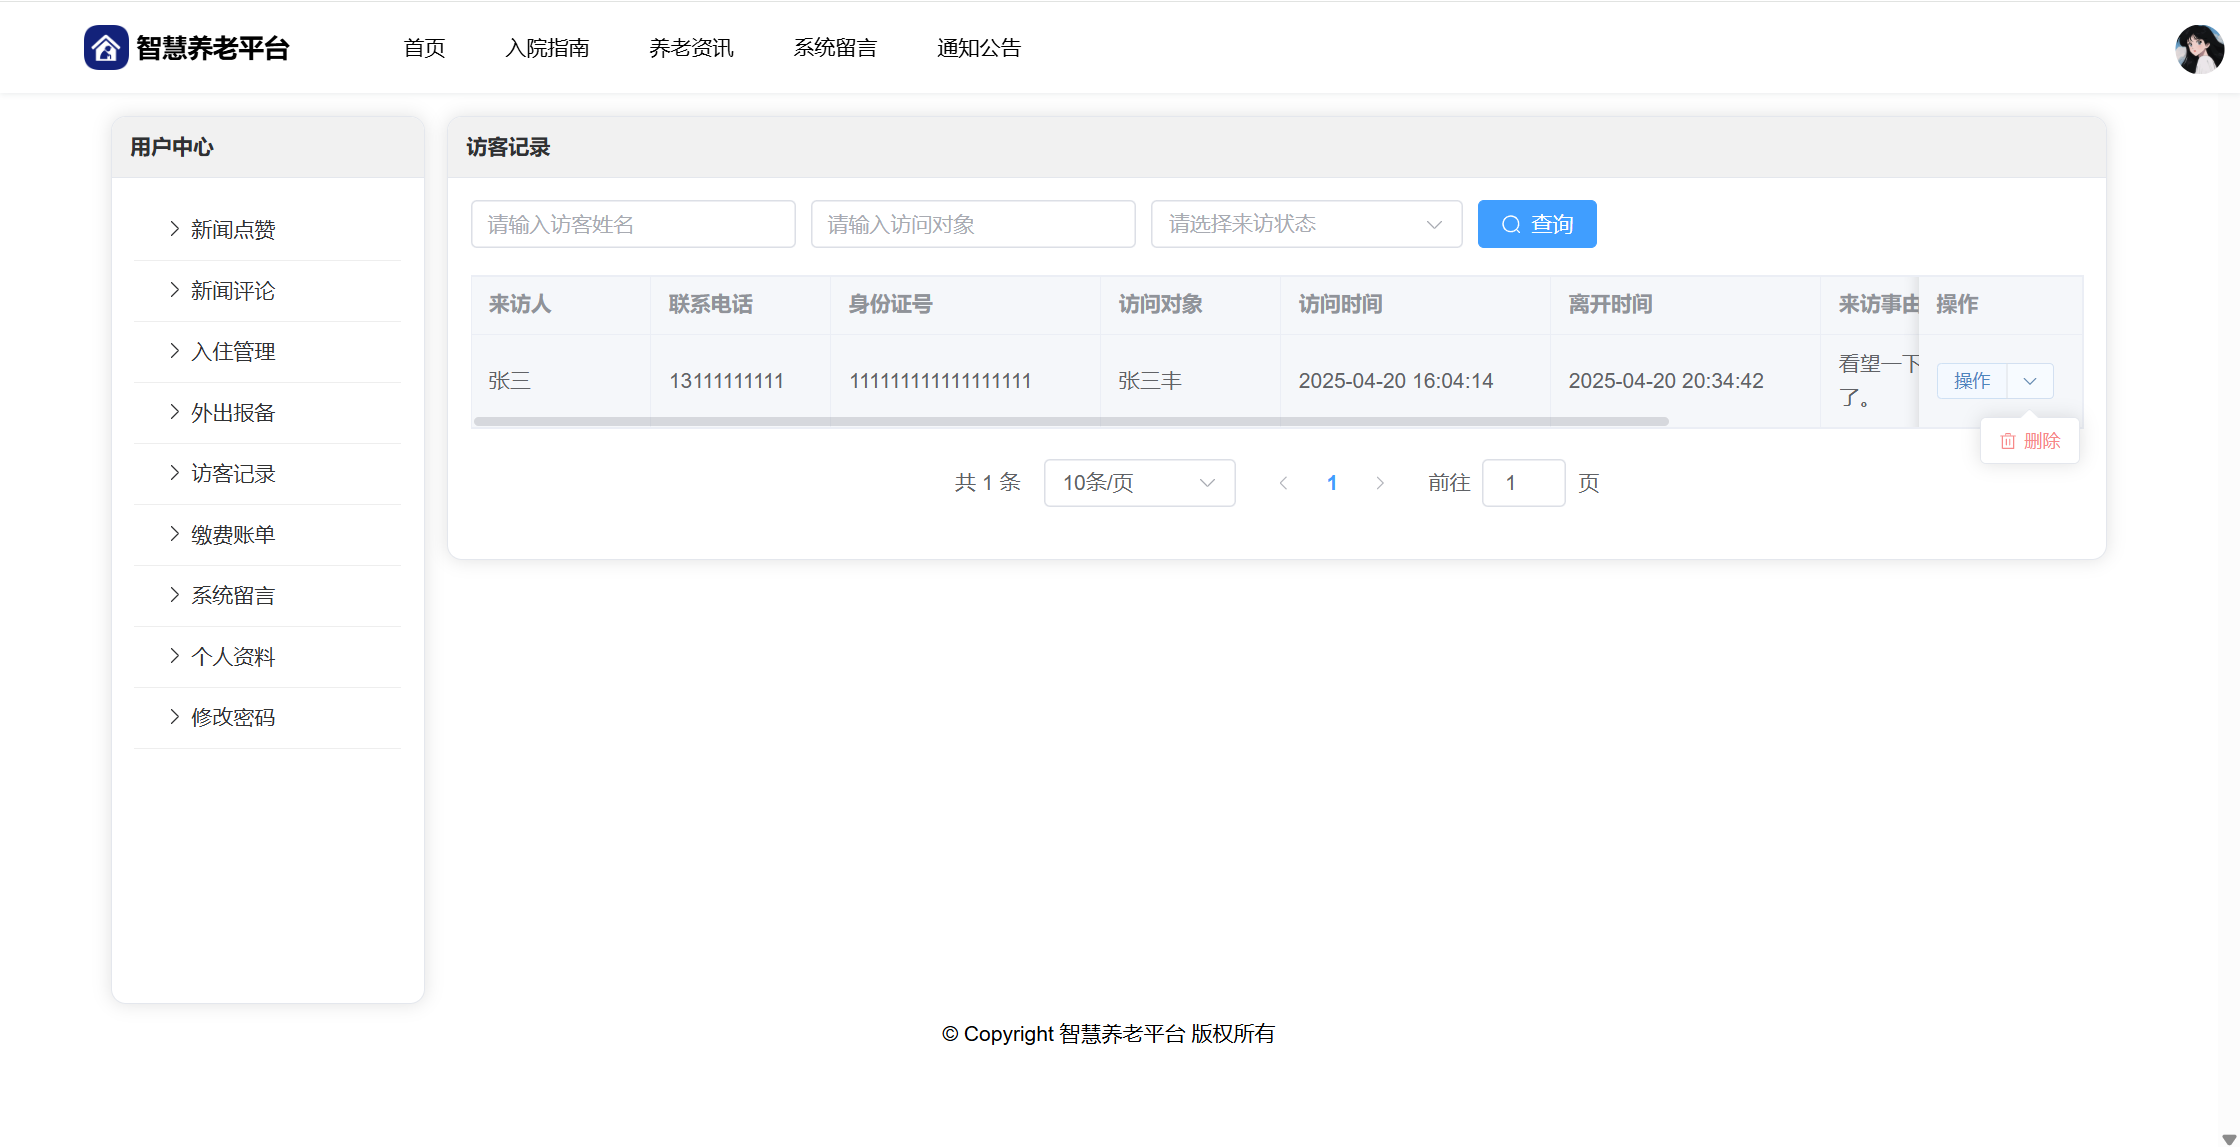 智慧养老平台
首页
入院指南
养老资讯
系统留言
通知公告
用户中心
新闻点赞
新闻评论
入住管理
外出报备
访客记录
缴费账单
系统留言
个人资料
修改密码
访客记录
请输入访客姓名
请输入访问对象
请选择来访状态
查询
来访人
联系电话
身份证号
访问对象
访问时间
离开时间
来访事由
操作
张三
13111111111
111111111111111111
张三丰
2025-04-20 16:04:14
2025-04-20 20:34:42
看望一下
了。
操作
删除
共 1 条
10条/页
1
前往
1
页
© Copyright 智慧养老平台 版权所有